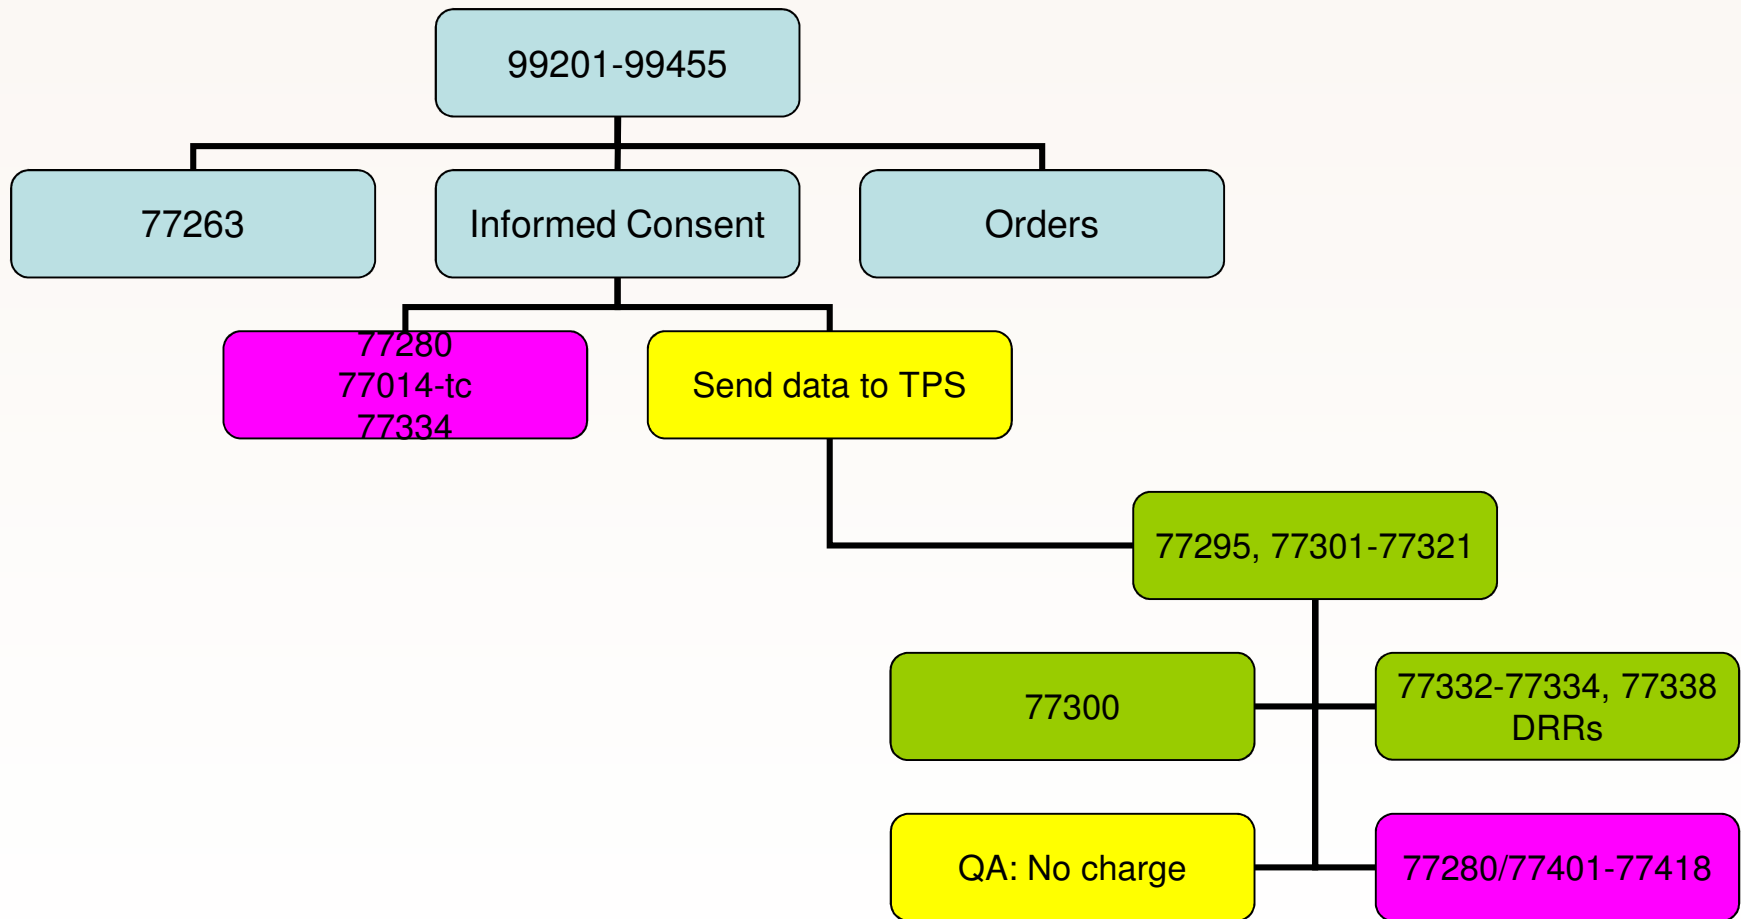 99201-99455
77263
Informed Consent
Orders
77280
77014-tc
77334
Send data to TPS
77295, 77301-77321
77300
77332-77334, 77338
DRRs
QA: No charge
77280/77401-77418